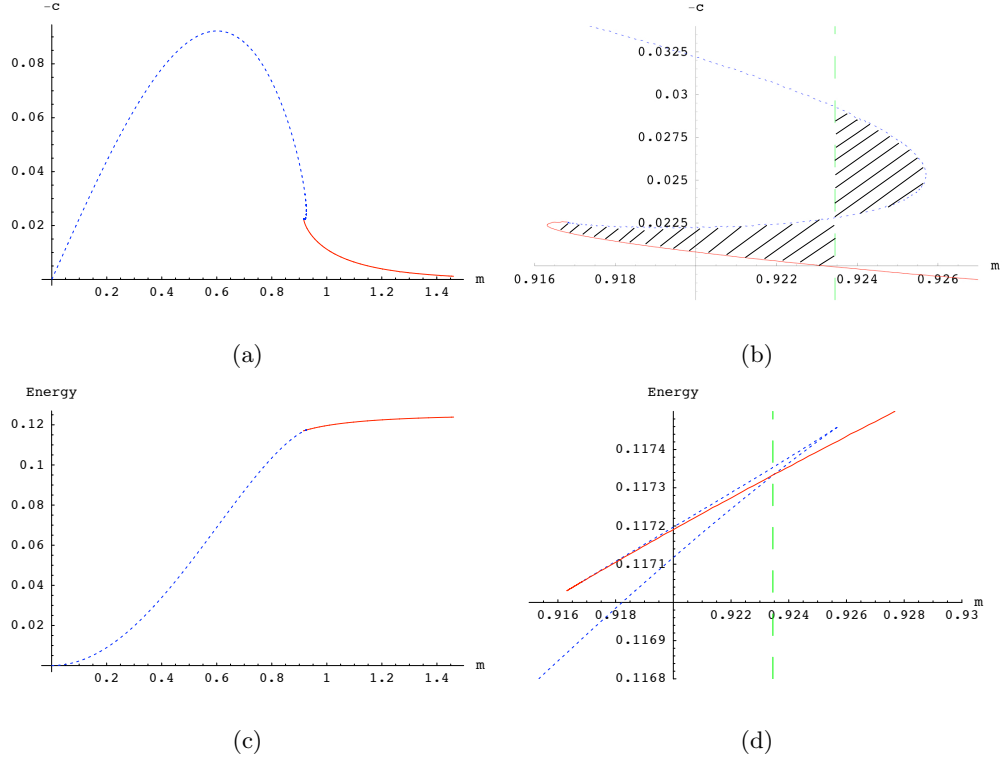 -c
0.08
0.06
0.04
0.02
0.2 0.4 0.6 0.8 1 1.2 1.4 m
(a)
-c
0.0325
0.03
0.0275
0.025
0.0225
0.916 0.918 0.922 0.924 0.926 m
(b)
Energy
0.12
0.1
0.08
0.06
0.04
0.02
0.2 0.4 0.6 0.8 1 1.2 1.4 m
(c)
Energy
0.1174
0.1173
0.1172
0.1171
0.916 0.918 0.922 0.924 0.926 0.928 0.93 m
0.1169
0.1168
(d)